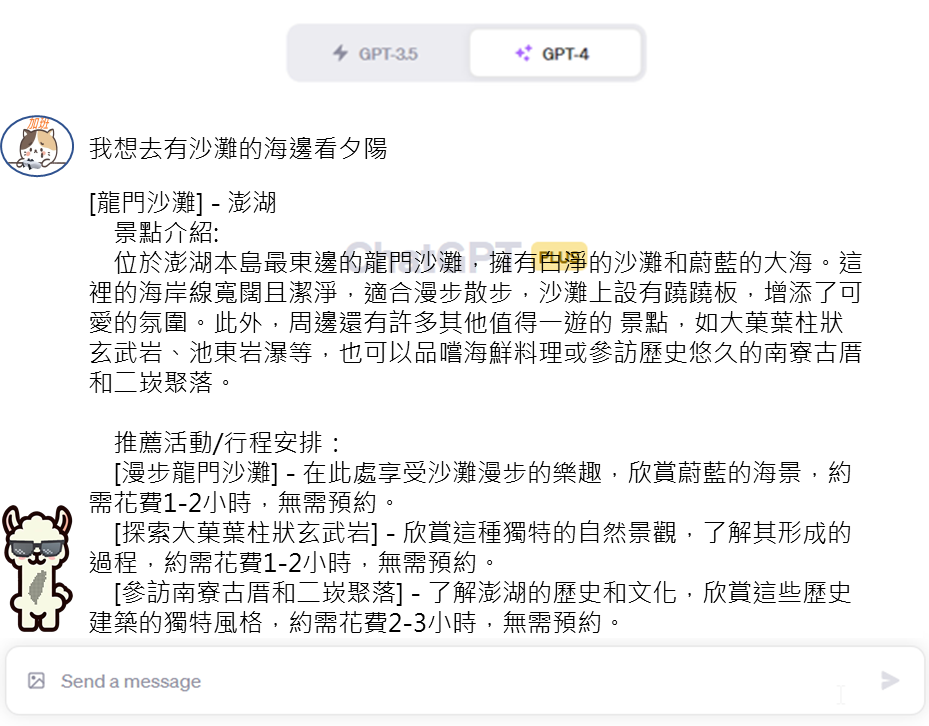 GPT-3.5
GPT-4
加班
我想去有沙灘的海邊看夕陽
ChatGPT PLUS
[龍門沙灘] - 澎湖
景點介紹:
位於澎湖本島最東邊的龍門沙灘，擁有白淨的沙灘和蔚藍的大海。這
裡的海岸線寬闊且潔淨，適合漫步散步，沙灘上設有蹺蹺板，增添了可
愛的氛圍。此外，周邊還有許多其他值得一遊的 景點，如大菓葉柱狀
玄武岩、池東岩瀑等，也可以品嚐海鮮料理或參訪歷史悠久的南寮古厝
和二崁聚落。
推薦活動/行程安排：
[漫步龍門沙灘] - 在此處享受沙灘漫步的樂趣，欣賞蔚藍的海景，約
需花費1-2小時，無需預約。
[探索大菓葉柱狀玄武岩] - 欣賞這種獨特的自然景觀，了解其形成的
過程，約需花費1-2小時，無需預約。
[參訪南寮古厝和二崁聚落] - 了解澎湖的歷史和文化，欣賞這些歷史
建築的獨特風格，約需花費2-3小時，無需預約。
Send a message